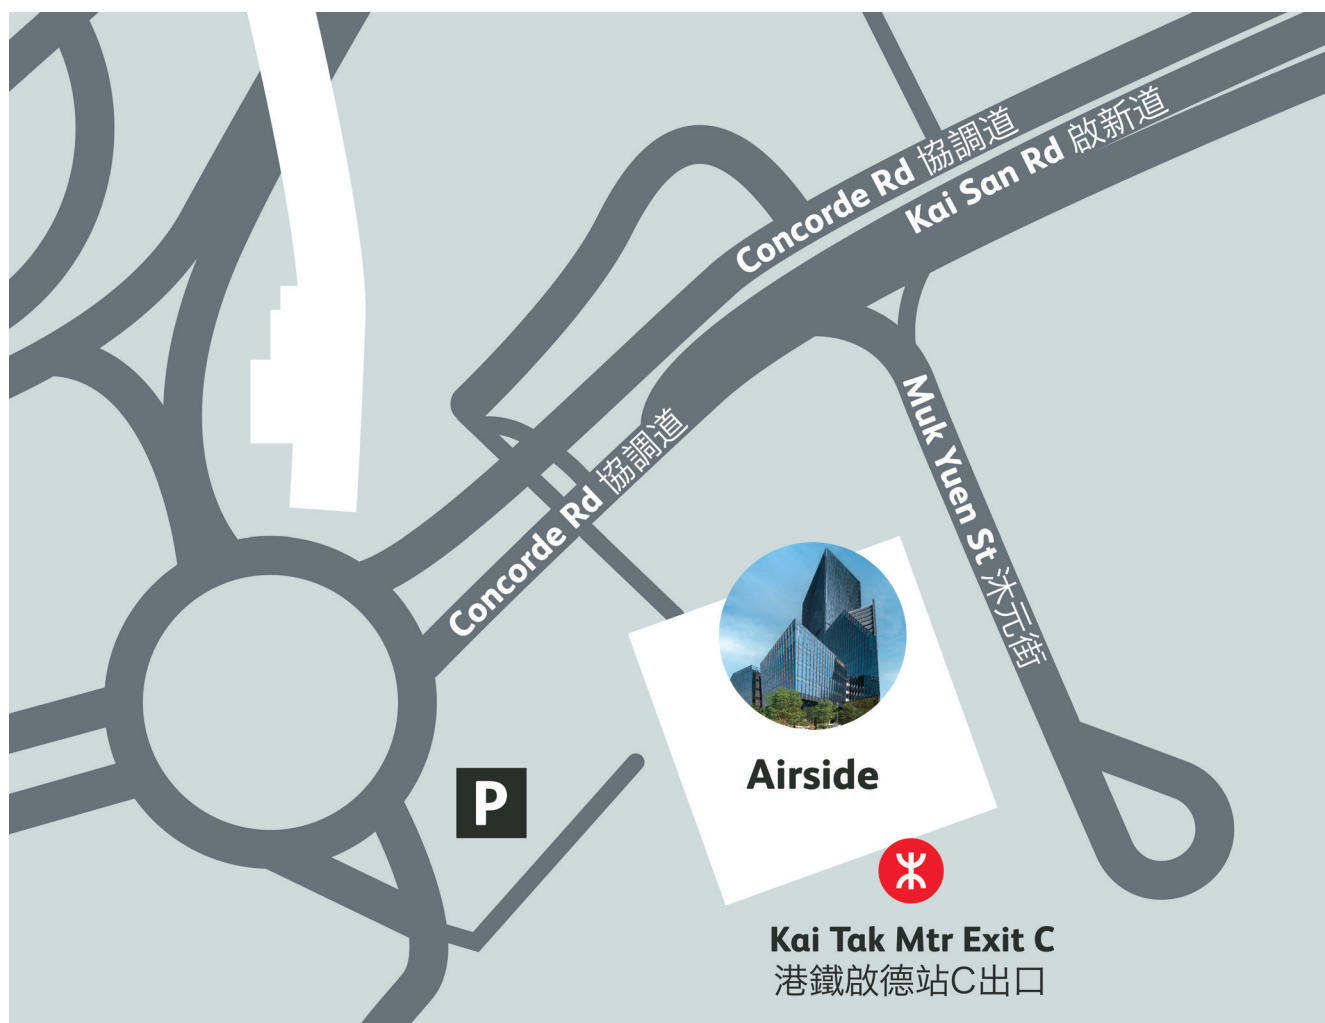 Concorde Rd 協調道
Kai San Rd 啟新道
Muk Yuen St 沐元街
Concorde Rd 協調道
Airside
P
Kai Tak Mtr Exit C
港鐵啟德站C出口